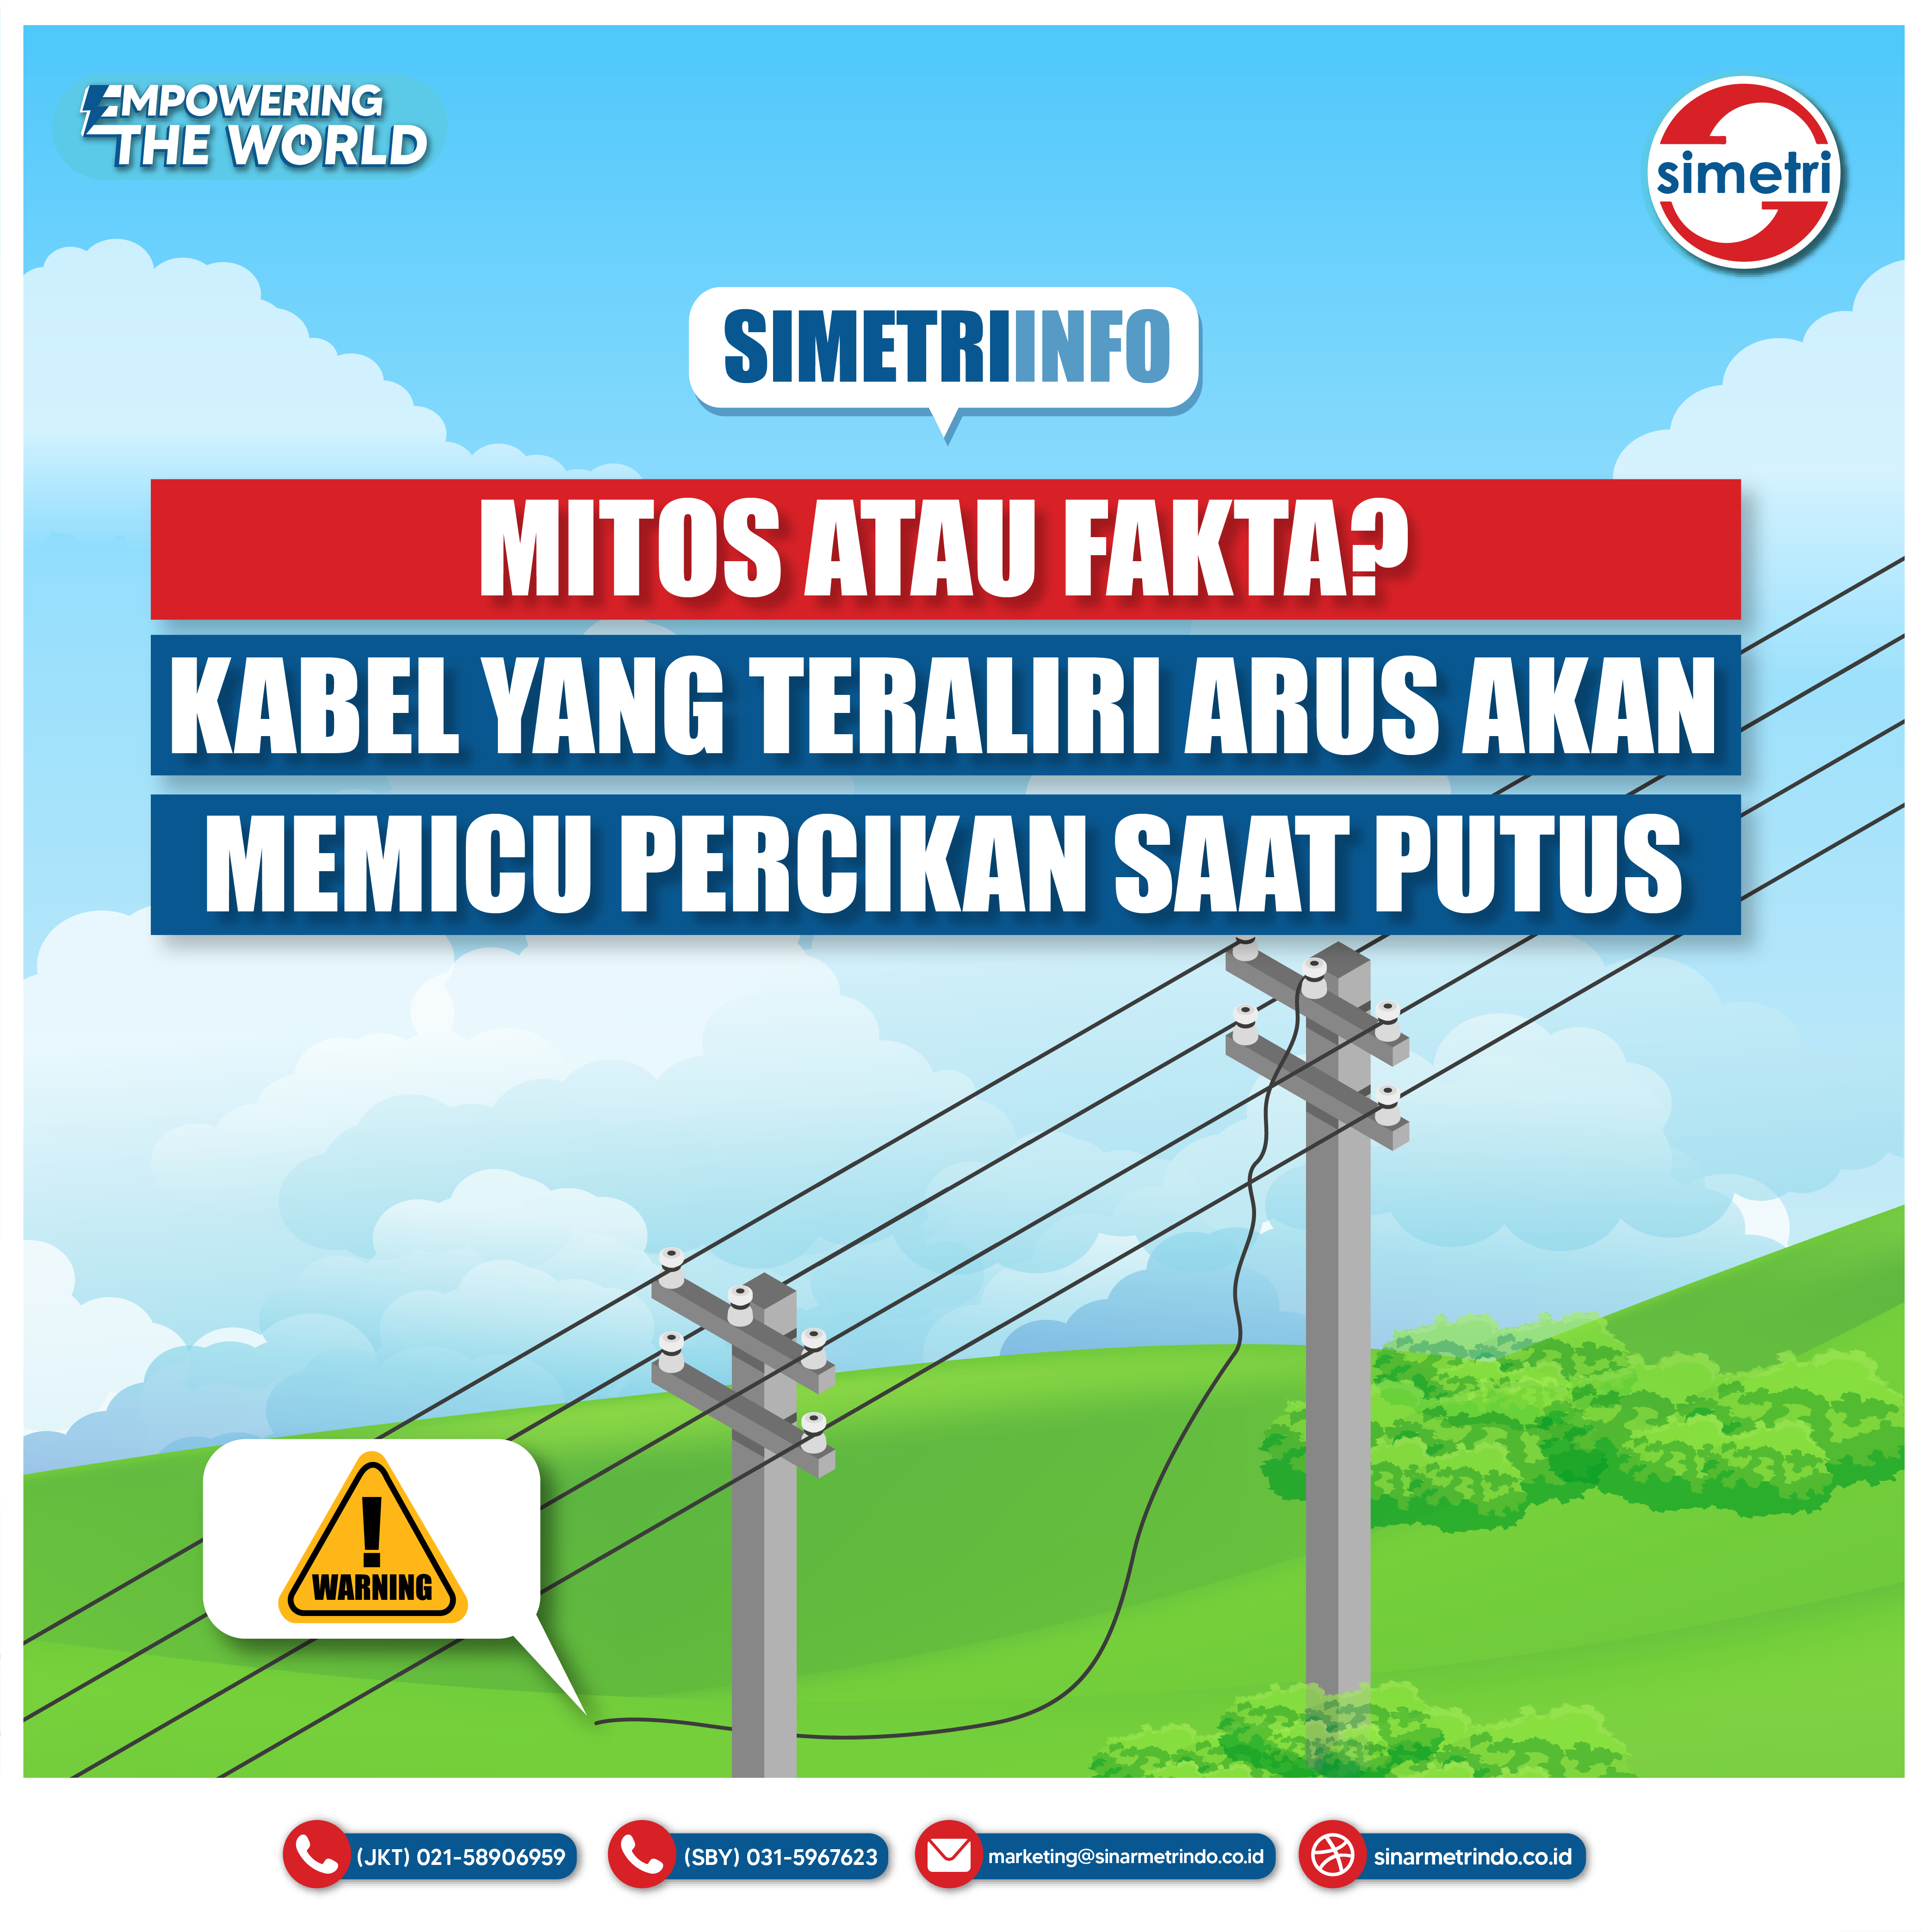 EMPOWERING
THE WORLD
simetri
SIMETRIINFO
MITOS ATAU FAKTA?
KABEL YANG TERALIRI ARUS AKAN
MEMICU PERCIKAN SAAT PUTUS
!
WARNING
(JKT) 021-58906959
(SBY) 031-5967623
marketing@sinarmetrindo.co.id
sinarmetrindo.co.id